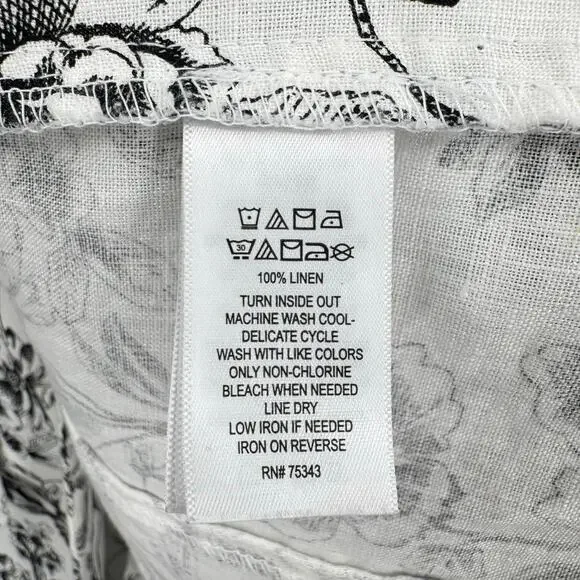 30
100% LINEN
TURN INSIDE OUT
MACHINE WASH COOL-
DELICATE CYCLE
WASH WITH LIKE COLORS
ONLY NON-CHLORINE
BLEACH WHEN NEEDED
LINE DRY
LOW IRON IF NEEDED
IRON ON REVERSE
RN# 75343